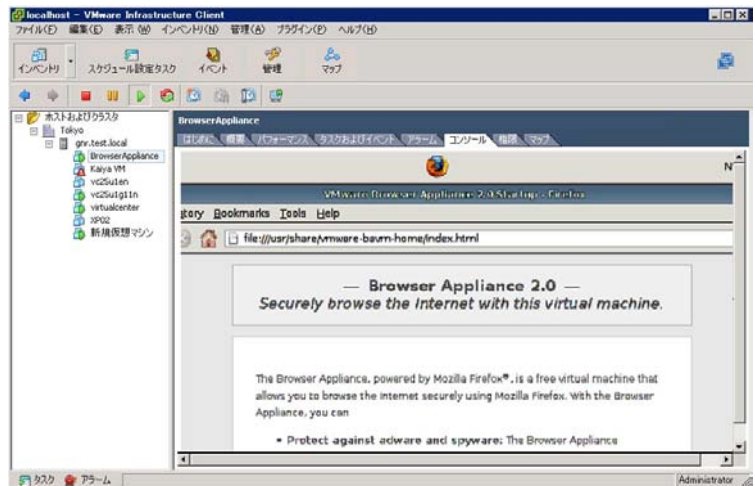 localhost - VMware Infrastructure Client
ファイル(F) 編集(E) 表示(W) インベントリ(N) 管理(A) プラグイン(P) ヘルプ(H)
インベントリ スケジュール設定タスク イベント 管理 マップ
ホストおよびクラスタ
Tokyo
gnr.test.local
BrowserAppliance
Kaiya VM
vc25u1en
vc25u1g11n
virtualcenter
XP02
新規仮想マシン
BrowserAppliance
はじめに 概要 パフォーマンス タスクおよびイベント アラーム コンソール 権限 マップ
N
VMware Browser Appliance 2.0 Startup - Firefox
tory Bookmarks Tools Help
file:///usr/share/vmware-bavm-home/index.html
— Browser Appliance 2.0 —
Securely browse the Internet with this virtual machine.
The Browser Appliance, powered by Mozilla Firefox®, is a free virtual machine that
allows you to browse the Internet securely using Mozilla Firefox. With the Browser
Appliance, you can
• Protect against adware and spyware: The Browser Appliance
タスク アラーム Administrator